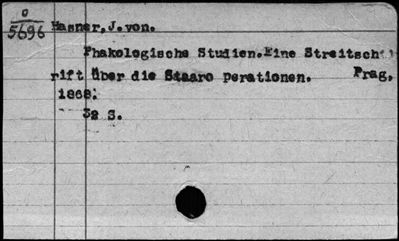 O
5696
Hasner, J. von.
Phakologische Studien. Eine Streitsch
rift über die Staaro perationen. Prag,
1868.
32 S.